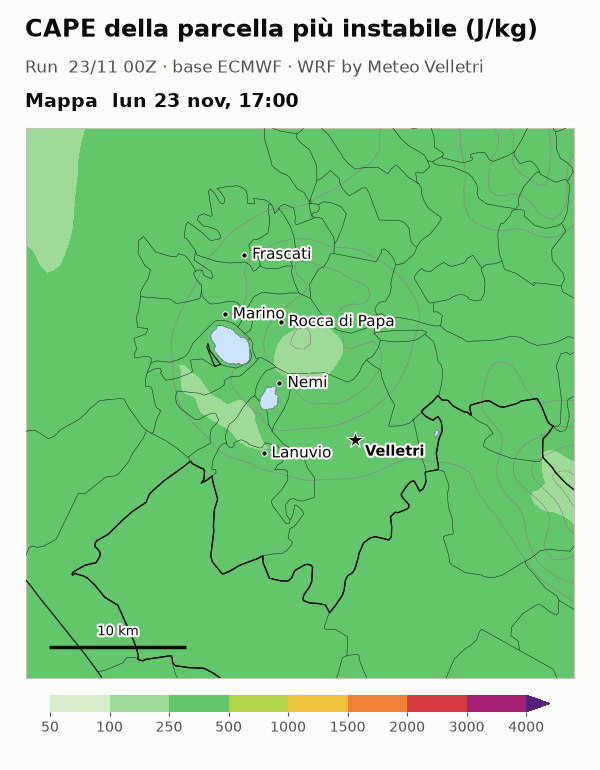 CAPE della parcella più instabile (J/kg)
Run  23/11 00Z · base ECMWF · WRF by Meteo Velletri
Mappa  lun 23 nov, 17:00
Frascati
Marino
Rocca di Papa
Nemi
Velletri
Lanuvio
10 km
50 100 250 500 1000 1500 2000 3000 4000